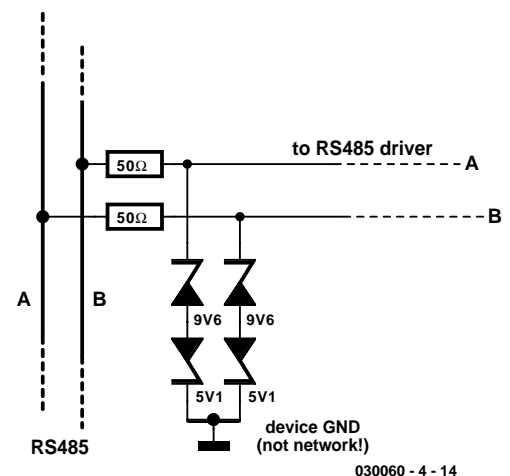 50Ω
to RS485 driver
A
50Ω
B
A
B
9V6
9V6
5V1
5V1
device GND
(not network!)
RS485
030060 - 4 - 14